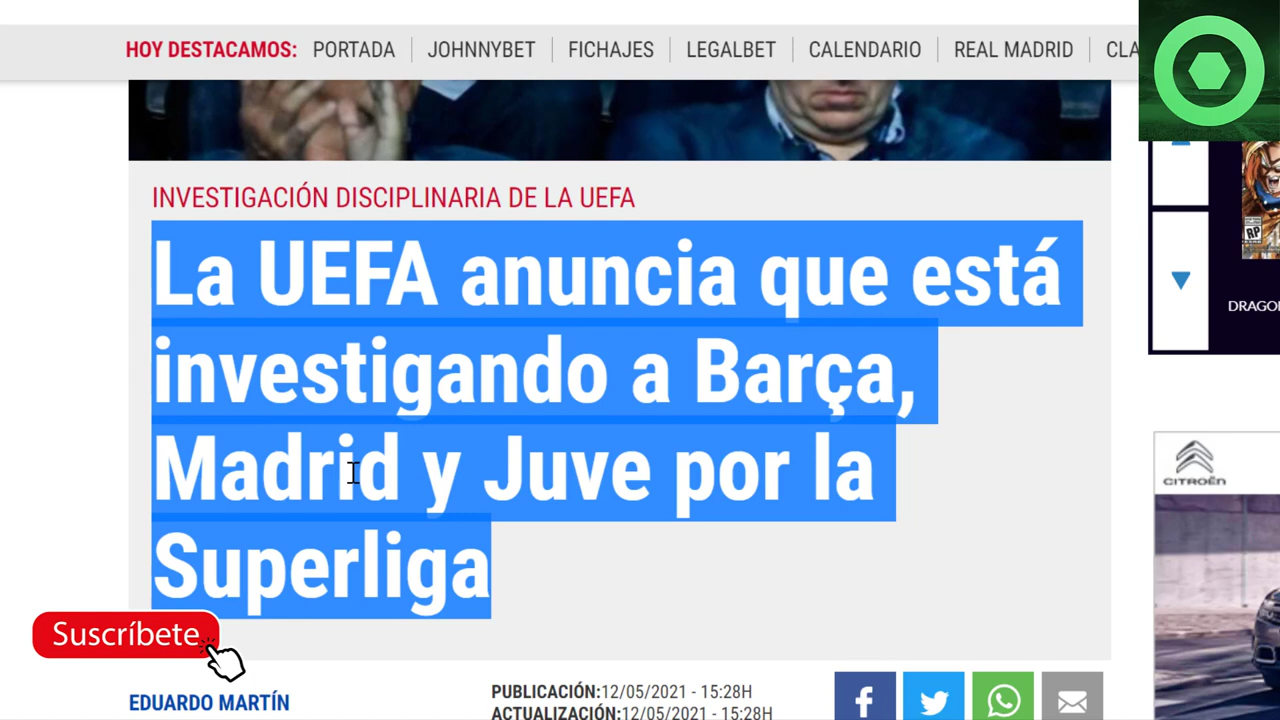 HOY DESTACAMOS: PORTADA JOHNNYBET FICHAJES LEGALBET CALENDARIO REAL MADRID
INVESTIGACIÓN DISCIPLINARIA DE LA UEFA
La UEFA anuncia que está
investigando a Barça,
Madrid y Juve por la
Superliga
Suscríbete
EDUARDO MARTÍN
PUBLICACIÓN:12/05/2021 - 15:28H
ACTUALIZACIÓN:12/05/2021 - 15:28H
RP
CITROËN